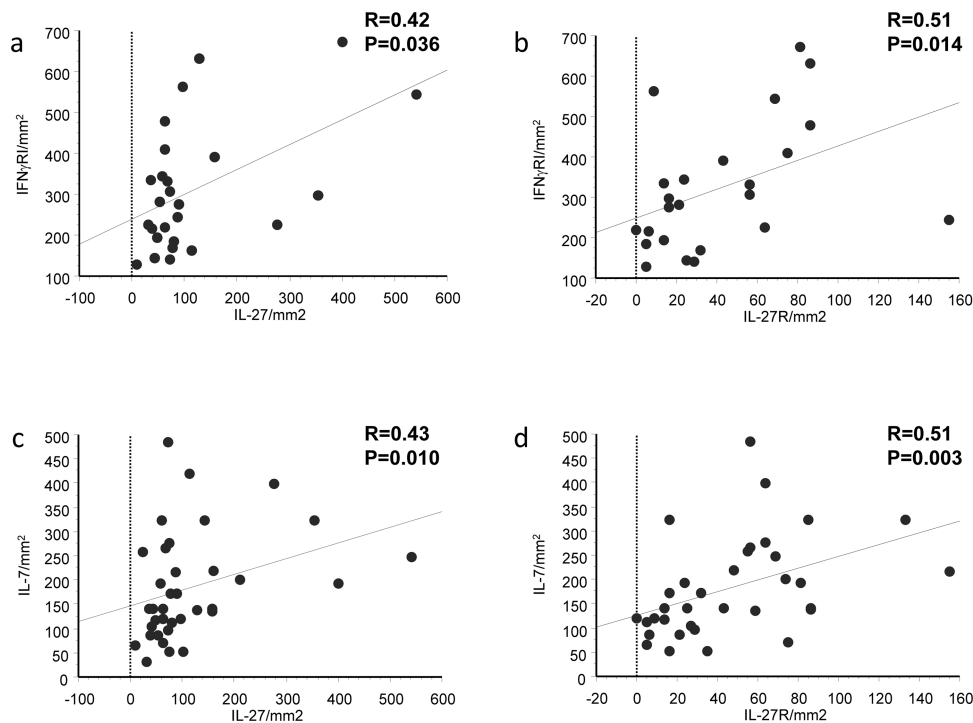 a
R=0.42
P=0.036
IFNγRI/mm²
700
600
500
400
300
200
100
-100 0 100 200 300 400 500 600
IL-27/mm2
b
R=0.51
P=0.014
IFNγRI/mm²
700
600
500
400
300
200
100
-20 0 20 40 60 80 100 120 140 160
IL-27R/mm2
c
R=0.43
P=0.010
IL-7/mm²
500
450
400
350
300
250
200
150
100
50
0
-100 0 100 200 300 400 500 600
IL-27/mm2
d
R=0.51
P=0.003
IL-7/mm²
500
450
400
350
300
250
200
150
100
50
0
-20 0 20 40 60 80 100 120 140 160
IL-27R/mm2